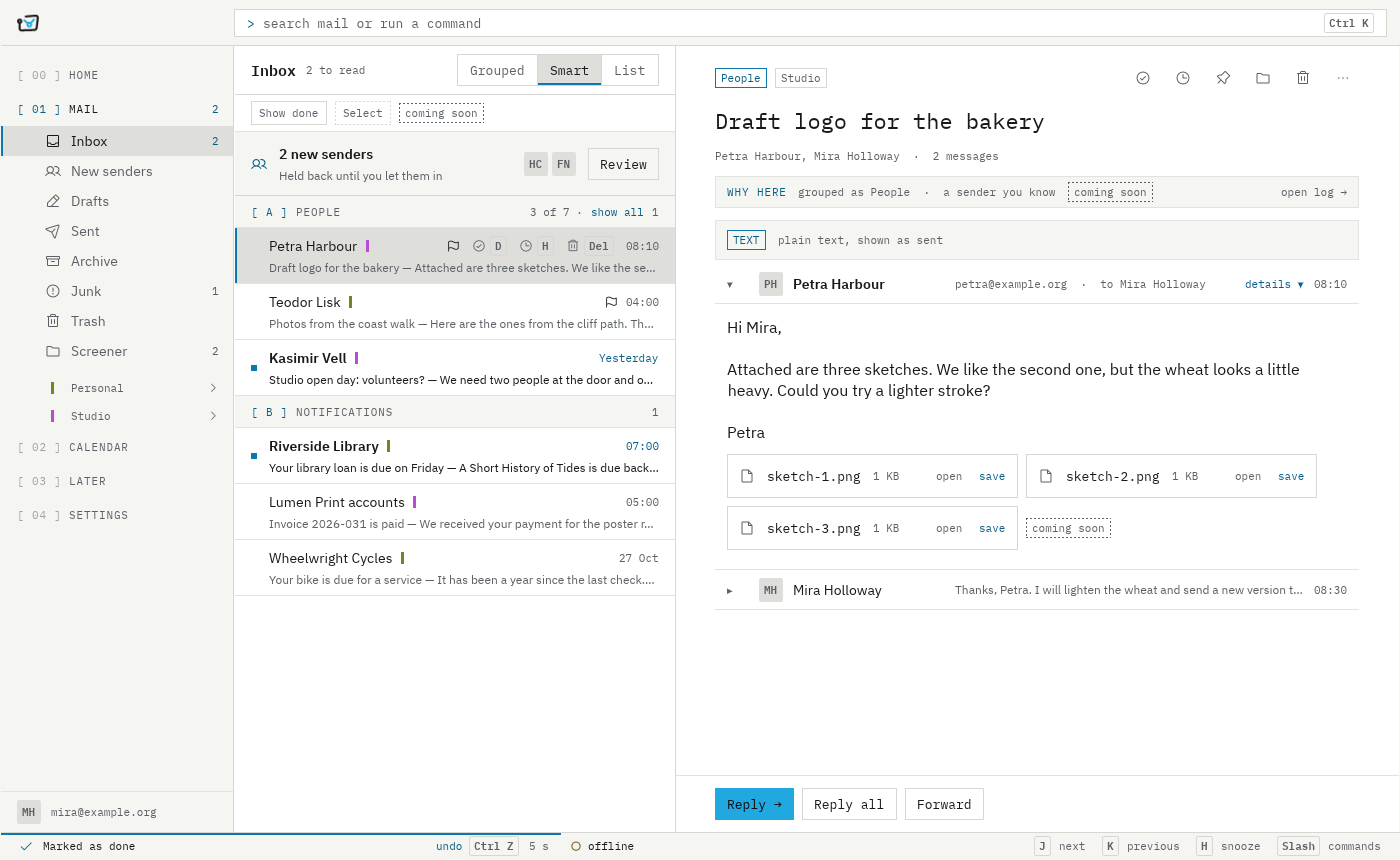 > search mail or run a command Ctrl K
[ 00 ] HOME
[ 01 ] MAIL 2
Inbox 2
New senders
Drafts
Sent
Archive
Junk 1
Trash
Screener 2
Personal
Studio
[ 02 ] CALENDAR
[ 03 ] LATER
[ 04 ] SETTINGS
MH mira@example.org
Inbox 2 to read Grouped Smart List
Show done Select coming soon
2 new senders
Held back until you let them in
HC FN Review
[ A ] PEOPLE 3 of 7 · show all 1
Petra Harbour D H Del 08:10
Draft logo for the bakery — Attached are three sketches. We like the se…
Teodor Lisk 04:00
Photos from the coast walk — Here are the ones from the cliff path. Th…
Kasimir Vell Yesterday
Studio open day: volunteers? — We need two people at the door and o…
[ B ] NOTIFICATIONS 1
Riverside Library 07:00
Your library loan is due on Friday — A Short History of Tides is due back…
Lumen Print accounts 05:00
Invoice 2026-031 is paid — We received your payment for the poster r…
Wheelwright Cycles 27 Oct
Your bike is due for a service — It has been a year since the last check.…
People Studio
Draft logo for the bakery
Petra Harbour, Mira Holloway · 2 messages
WHY HERE grouped as People · a sender you know coming soon open log →
TEXT plain text, shown as sent
▾ PH Petra Harbour petra@example.org · to Mira Holloway details ▾ 08:10
Hi Mira,
Attached are three sketches. We like the second one, but the wheat looks a little
heavy. Could you try a lighter stroke?
Petra
sketch-1.png 1 KB open save
sketch-2.png 1 KB open save
sketch-3.png 1 KB open save
coming soon
▸ MH Mira Holloway Thanks, Petra. I will lighten the wheat and send a new version t… 08:30
Reply → Reply all Forward
Marked as done undo Ctrl Z 5 s offline J next K previous H snooze Slash commands